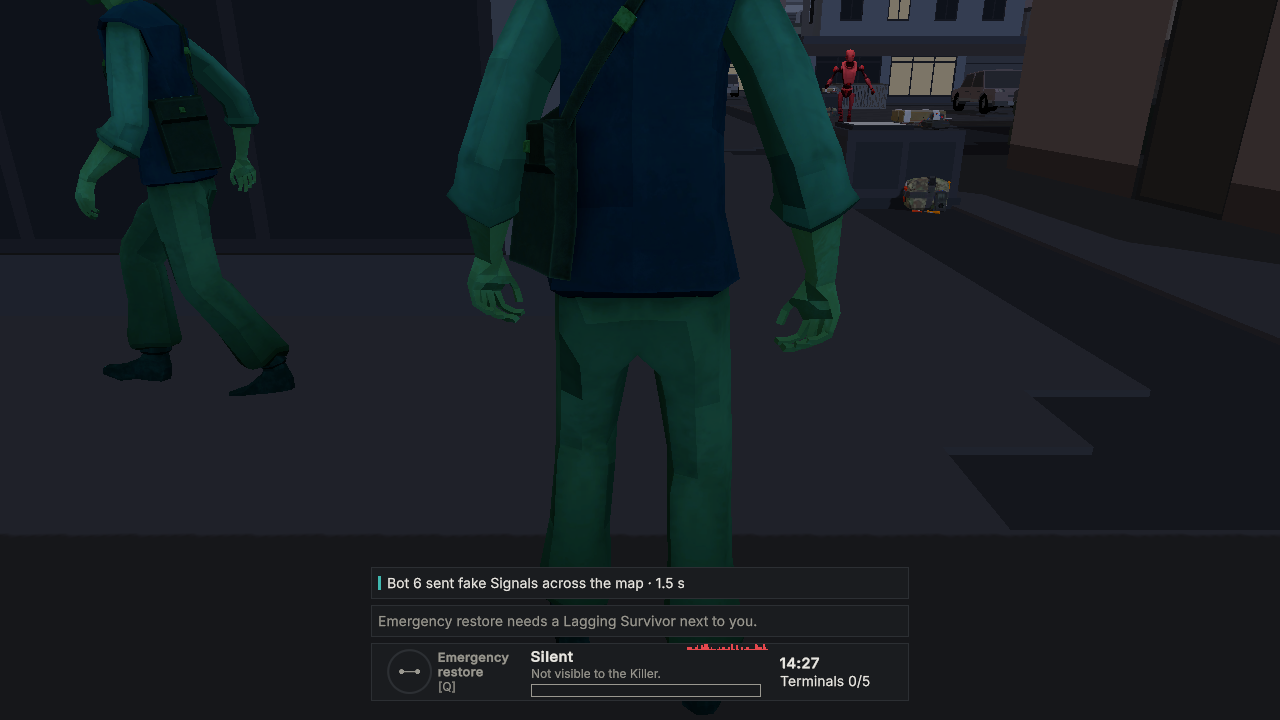 Bot 6 sent fake Signals across the map · 1.5 s
Emergency restore needs a Lagging Survivor next to you.
Emergency
restore
[Q]
Silent
Not visible to the Killer.
14:27
Terminals 0/5